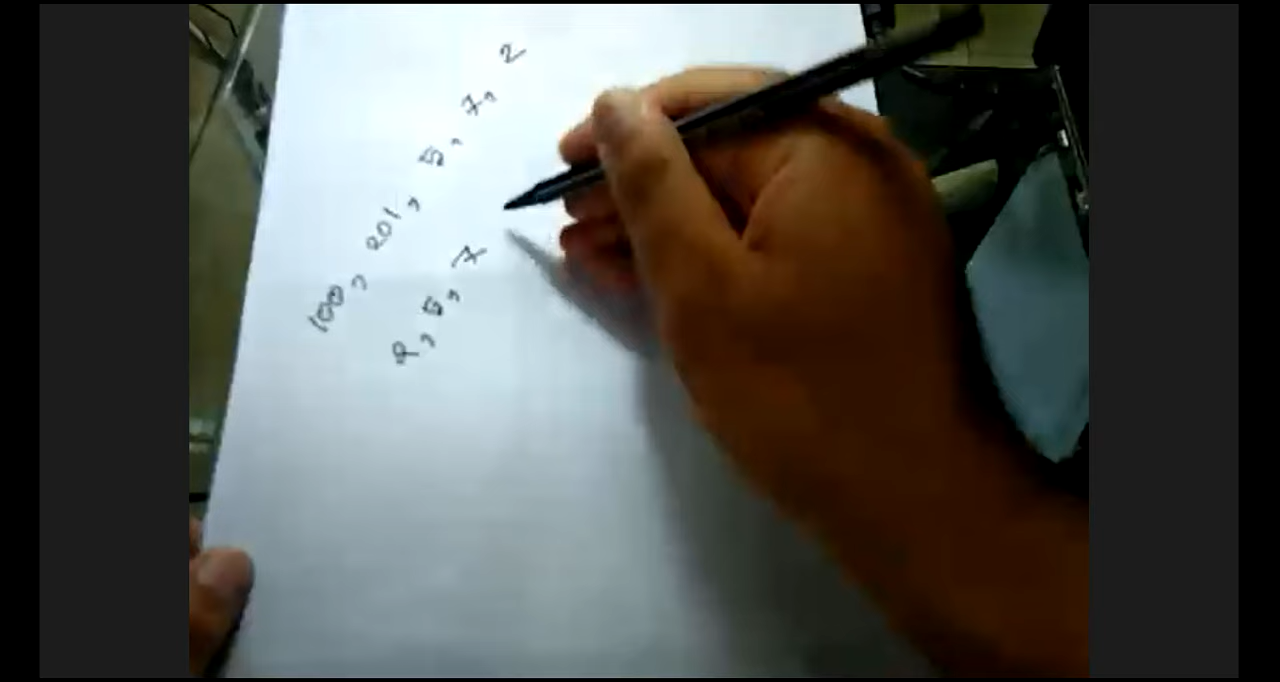 100, 201, 5, 7, 2
2, 5, 7